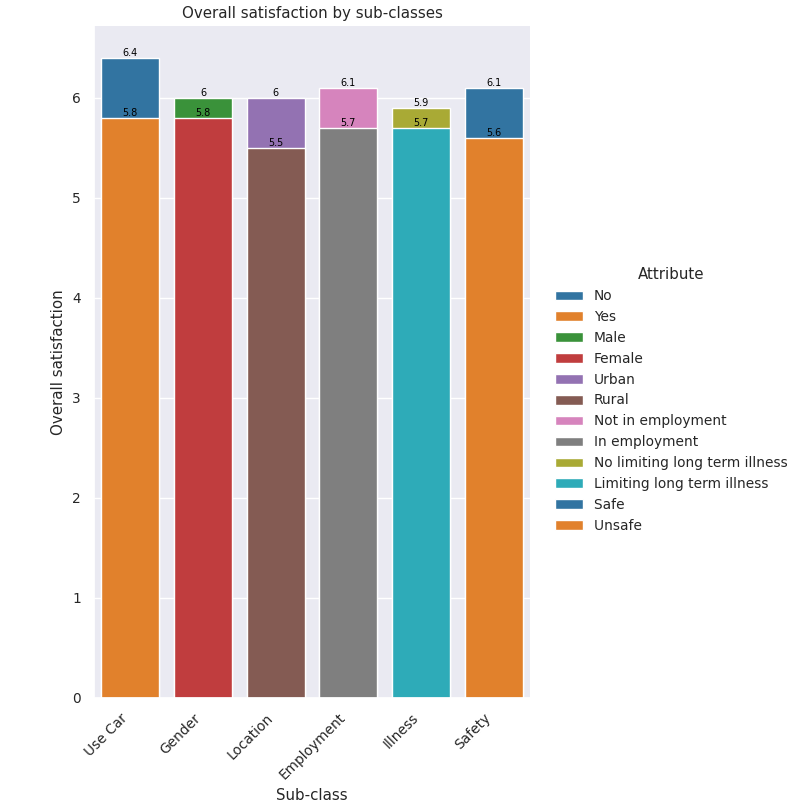 Overall satisfaction by sub-classes
6.4
5.8
6
5.8
6
5.5
6.1
5.7
5.9
5.7
6.1
5.6
6
5
4
3
2
1
0
Overall satisfaction
Use Car
Gender
Location
Employment
Illness
Safety
Sub-class
Attribute
No
Yes
Male
Female
Urban
Rural
Not in employment
In employment
No limiting long term illness
Limiting long term illness
Safe
Unsafe